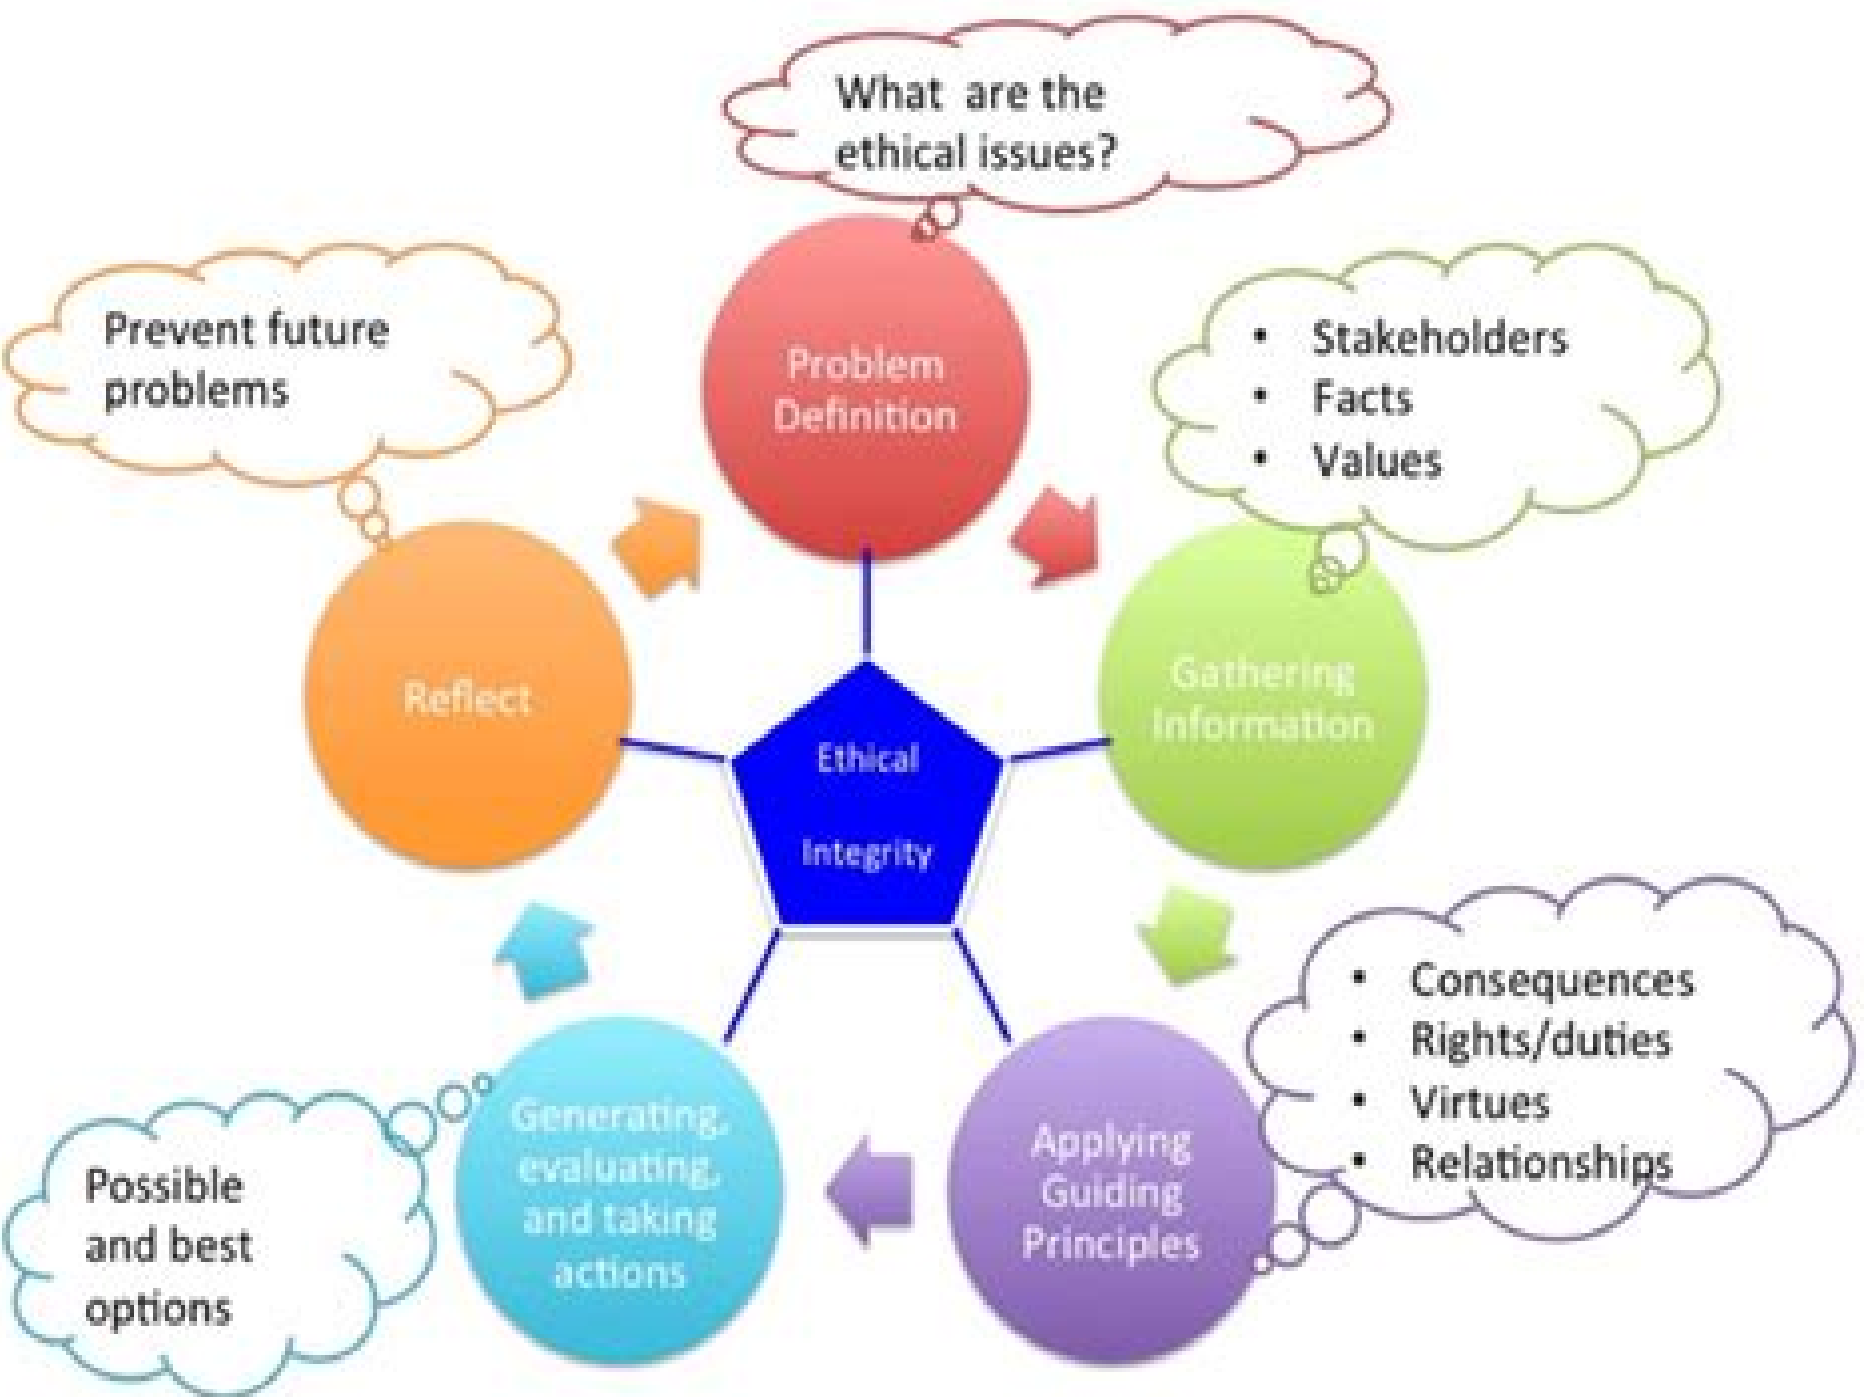 What are the
ethical issues?
Problem
Definition
• Stakeholders
• Facts
• Values
Gathering
Information
• Consequences
• Rights/duties
• Virtues
• Relationships
Applying
Guiding
Principles
Generating,
evaluating,
and taking
actions
Possible
and best
options
Reflect
Prevent future
problems
Ethical
Integrity